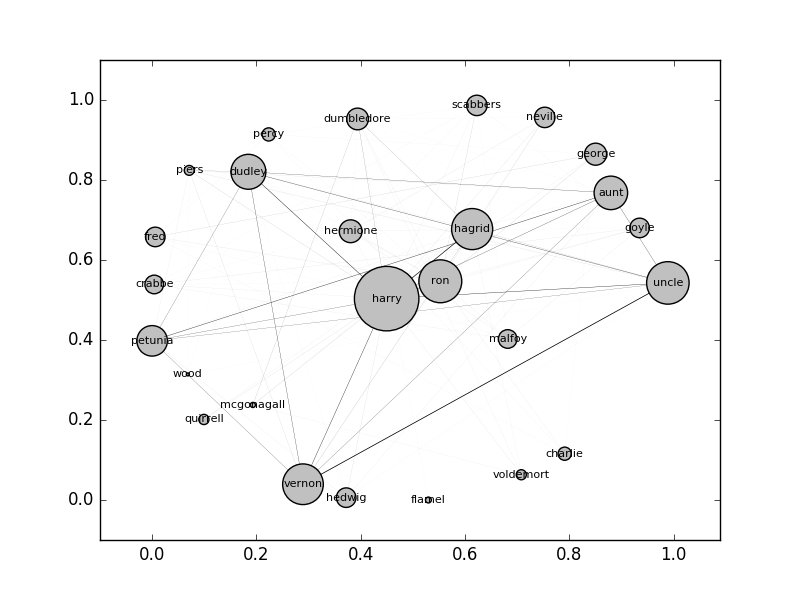 1.0
scabbers
dumbledore
neville
percy
george
piers
0.8
dudley
aunt
fred
hermione
hagrid
goyle
0.6
crabbe
ron
uncle
harry
0.4
petunia
malfoy
wood
mcgonagall
0.2
quirrell
charlie
voldemort
vernon
hedwig
flamel
0.0
0.0 0.2 0.4 0.6 0.8 1.0